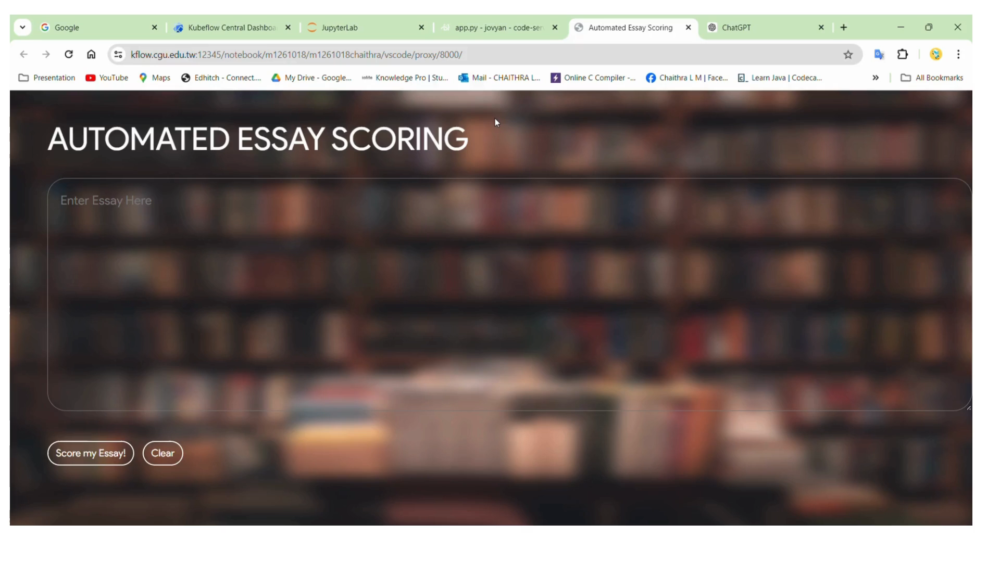 Google
Kubeflow Central Dashboa
JupyterLab
app.py - jovyan - code-ser
Automated Essay Scoring
ChatGPT
kflow.cgu.edu.tw:12345/notebook/m1261018/m1261018chaithra/vscode/proxy/8000/
Presentation
YouTube
Maps
Edhitch - Connect....
My Drive - Google...
Knowledge Pro | Stu...
Mail - CHAITHRA L...
Online C Compiler -...
Chaithra L M | Face...
Learn Java | Codeca...
All Bookmarks
AUTOMATED ESSAY SCORING
Enter Essay Here
Score my Essay!
Clear